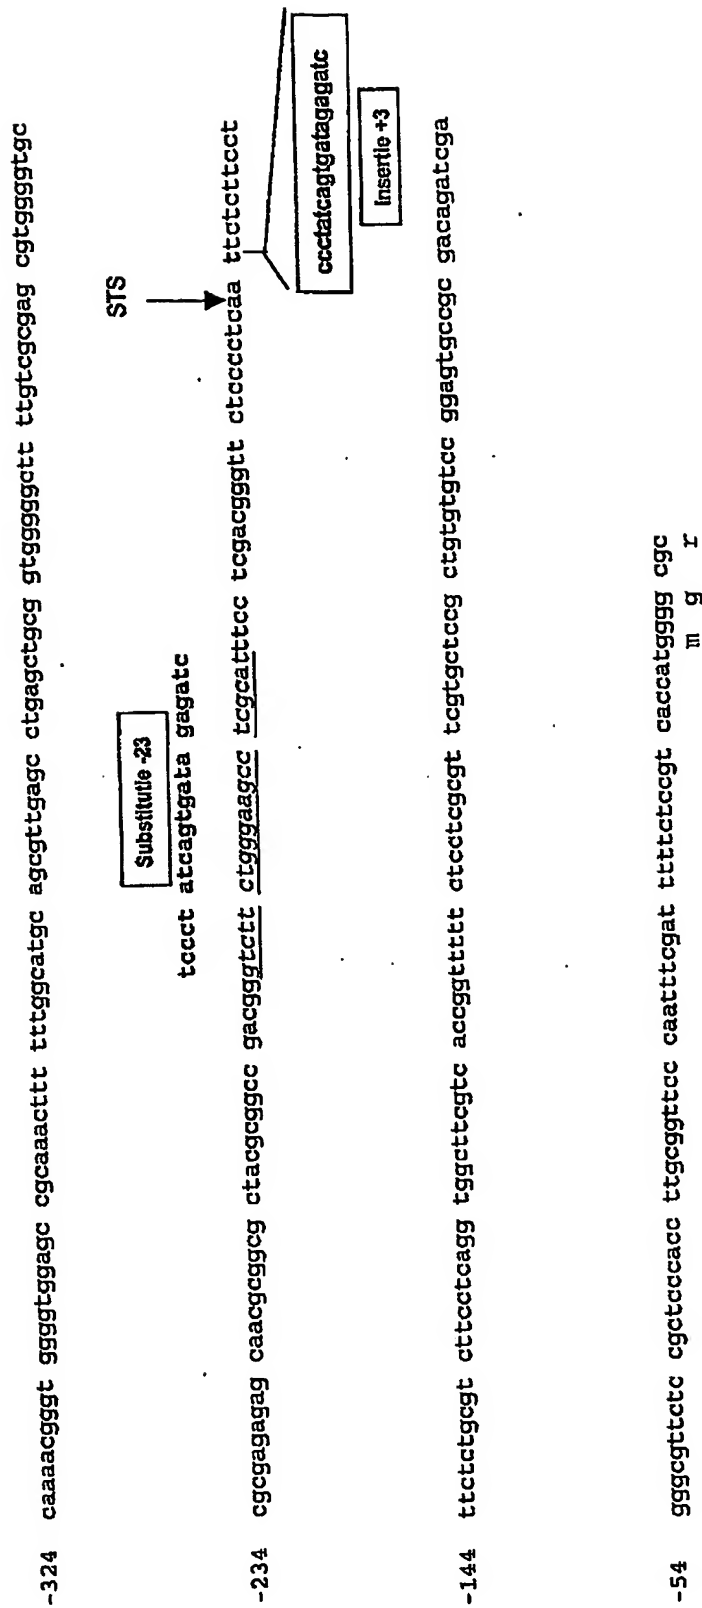 -324 caaaacgggt ggggtggagc cgcaaacttt tttggcatgc agcgttgagc ctgagctgcg gtgggggctt ttgtcgcgag cgtggggtgc
Substitutie -23
tccct atcagtgata gagatc
STS
-234 cgcgagagag caacgcggcg ctacgcggcc gacgggtctt ctgggaagcc tcgcatttcc tcgacgggtt ctcccctcaa ttctcttcct
ccctatcagtgatagagatc
Insertie +3
-144 ttctctgcgt cttcctcagg tggcttcgtc accggttttt ctcctcgcgt tcgtgctccg ctgtgtgtcc ggagtgccgc gacagatcga
-54 gggcgttctc cgctcccacc ttgcggttcc caatttcgat ttttctccgt caccatgggg cgc
m g r